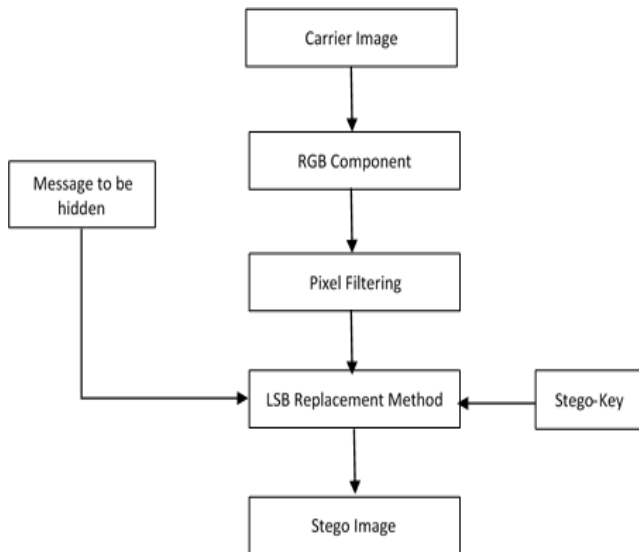 Carrier Image
RGB Component
Message to be
hidden
Pixel Filtering
LSB Replacement Method
Stego-Key
Stego Image